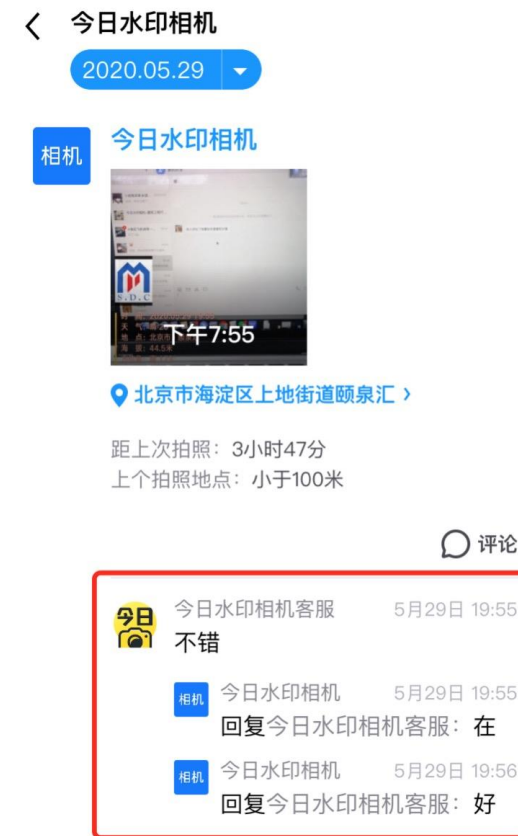 今日水印相机
2020.05.29
相机
今日水印相机
S.D.C
下午7:55
北京市海淀区上地街道颐泉汇
距上次拍照：3小时47分
上个拍照地点：小于100米
评论
今日
今日水印相机客服 5月29日 19:55
不错
相机
今日水印相机 5月29日 19:55
回复今日水印相机客服：在
相机
今日水印相机 5月29日 19:56
回复今日水印相机客服：好